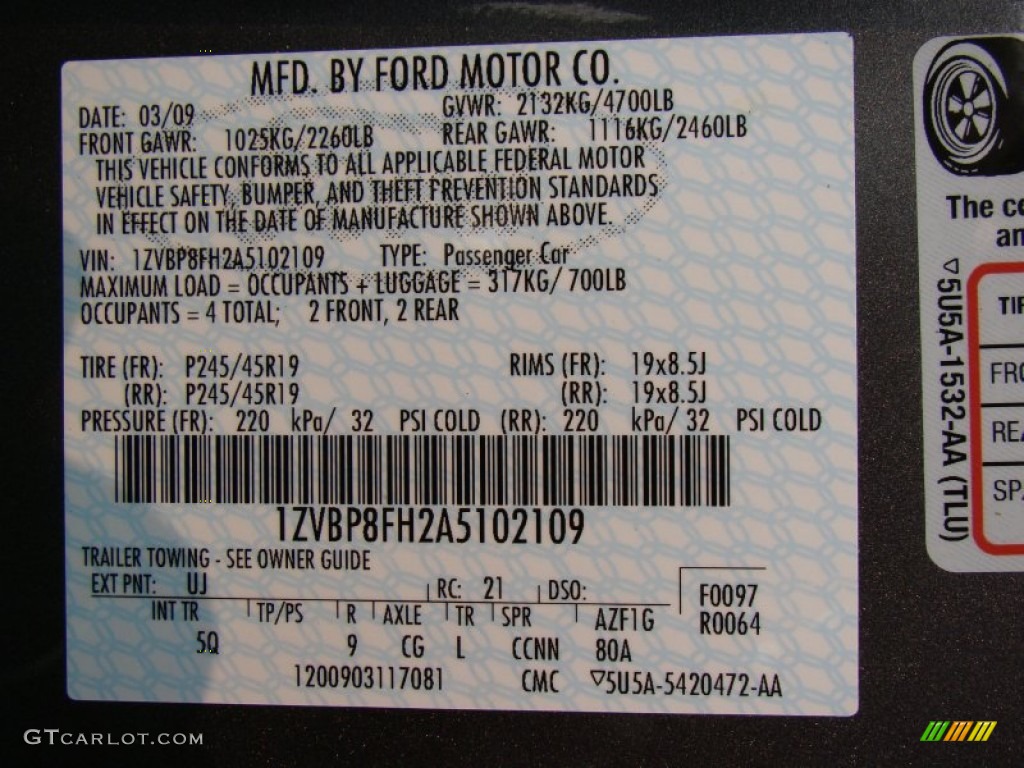 MFD. BY FORD MOTOR CO.
DATE: 03/09
GVWR: 2132KG/4700LB
FRONT GAWR: 1025KG/2260LB
REAR GAWR: 1116KG/2460LB
THIS VEHICLE CONFORMS TO ALL APPLICABLE FEDERAL MOTOR
VEHICLE SAFETY, BUMPER, AND THEFT PREVENTION STANDARDS
IN EFFECT ON THE DATE OF MANUFACTURE SHOWN ABOVE.
VIN: 1ZVBP8FH2A5102109 TYPE: Passenger Car
MAXIMUM LOAD = OCCUPANTS + LUGGAGE = 317KG/ 700LB
OCCUPANTS = 4 TOTAL; 2 FRONT, 2 REAR
TIRE (FR): P245/45R19 RIMS (FR): 19x8.5J
(RR): P245/45R19 (RR): 19x8.5J
PRESSURE (FR): 220 kPa/ 32 PSI COLD (RR): 220 kPa/ 32 PSI COLD
1ZVBP8FH2A5102109
TRAILER TOWING - SEE OWNER GUIDE
EXT PNT: UJ RC: 21 DSO:
F0097
R0064
INT TR TP/PS R AXLE TR SPR AZF1G
5Q 9 CG L CCNN 80A
1200903117081 CMC ▽5U5A-5420472-AA
The co
an
▽5U5A-1532-AA (TLU)
TIR
FRO
REA
SPA
GTCARLOT.COM